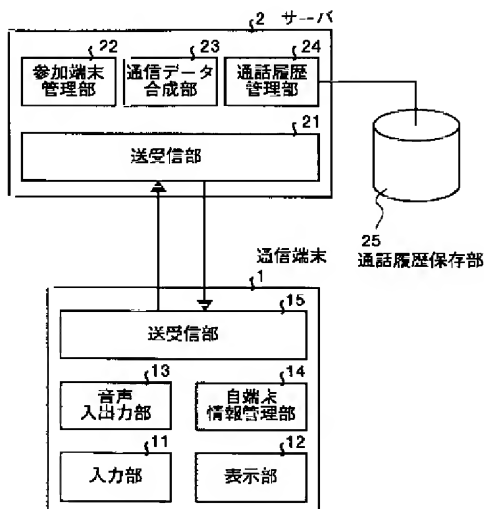 2 サーバ
22
参加端末
管理部
23
通信データ
合成部
24
通話履歴
管理部
21
送受信部
25
通話履歴保存部
通信端末
1
15
送受信部
13
音声
入出力部
14
自端末
情報管理部
11
入力部
12
表示部